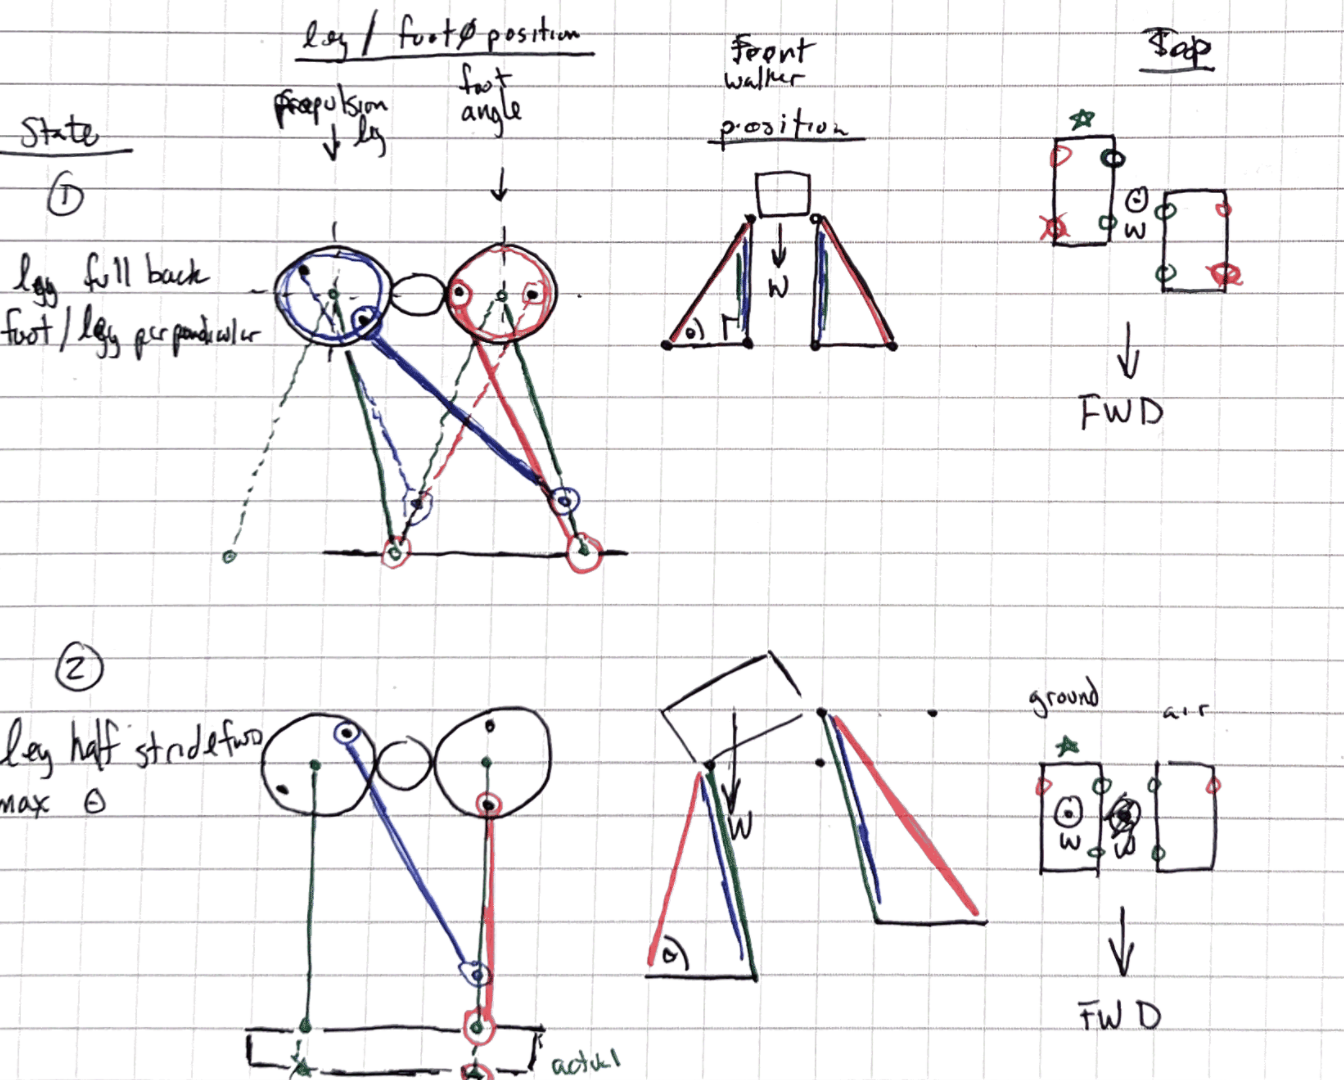 leg / foot∅ position
propulsion leg
foot angle
Front walker position
Top
State
①
leg full back
foot / leg perpendicular
θ
W
W
FWD
②
leg half stride FWD
max θ
W
θ
ground
air
W
W
FWD
actual